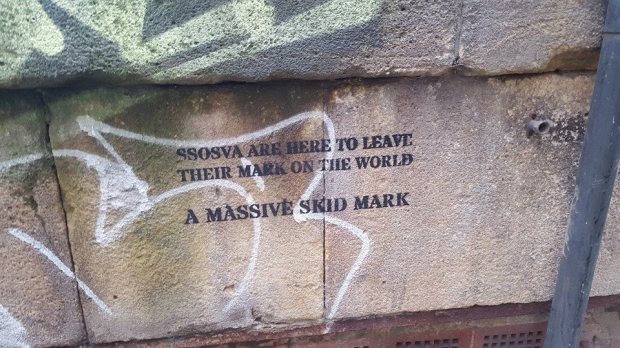 SSOSVA ARE HERE TO LEAVE
THEIR MARK ON THE WORLD
A MASSIVE SKID MARK